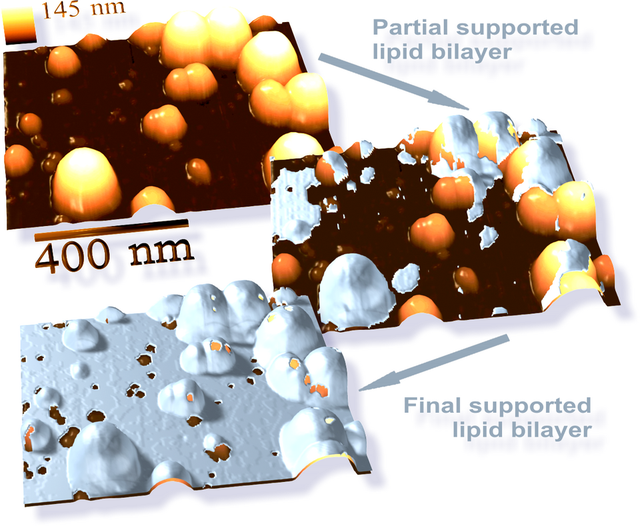 145 nm
Partial supported
lipid bilayer
400 nm
Final supported
lipid bilayer